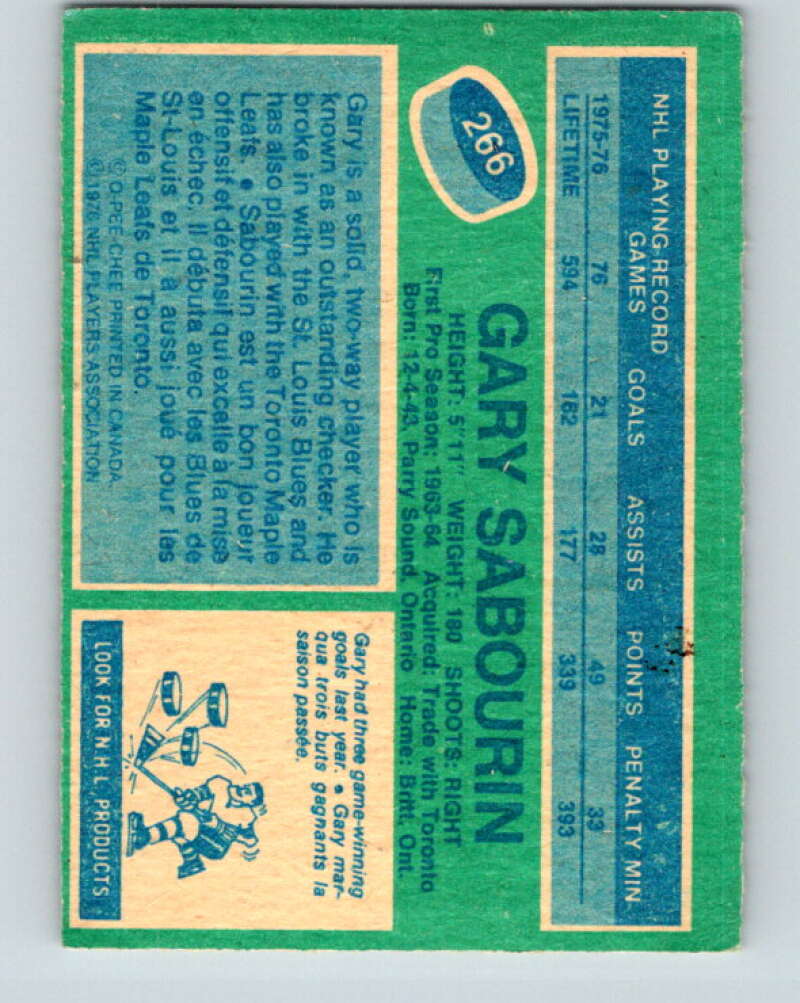 NHL PLAYING RECORD
GAMES GOALS ASSISTS POINTS PENALTY MIN
1975-76 76 21 28 49 33
LIFETIME 594 162 177 339 393
266
GARY SABOURIN
HEIGHT: 5'11' WEIGHT: 180 SHOOTS: RIGHT
First Pro Season: 1963-64 Acquired: Trade with Toronto
Born: 12-4-43 Parry Sound, Ontario Home: Britt, Ont.
Gary is a solid, two-way player who is
known as an outstanding checker. He
broke in with the St. Louis Blues and
has also played with the Toronto Maple
Leafs. • Sabourin est un bon joueur
offensif et défensif qui excelle à la mise
en échec. Il débuta avec les Blues de
St-Louis et il à aussi joué pour les
Maple Leafs de Toronto.
© O-PEE-CHEE PRINTED IN CANADA
© 1976 NHL PLAYERS ASSOCIATION
Gary had three game-winning
goals last year. • Gary mar-
qua trois buts gagnants la
saison passée.
LOOK FOR N.H.L. PRODUCTS